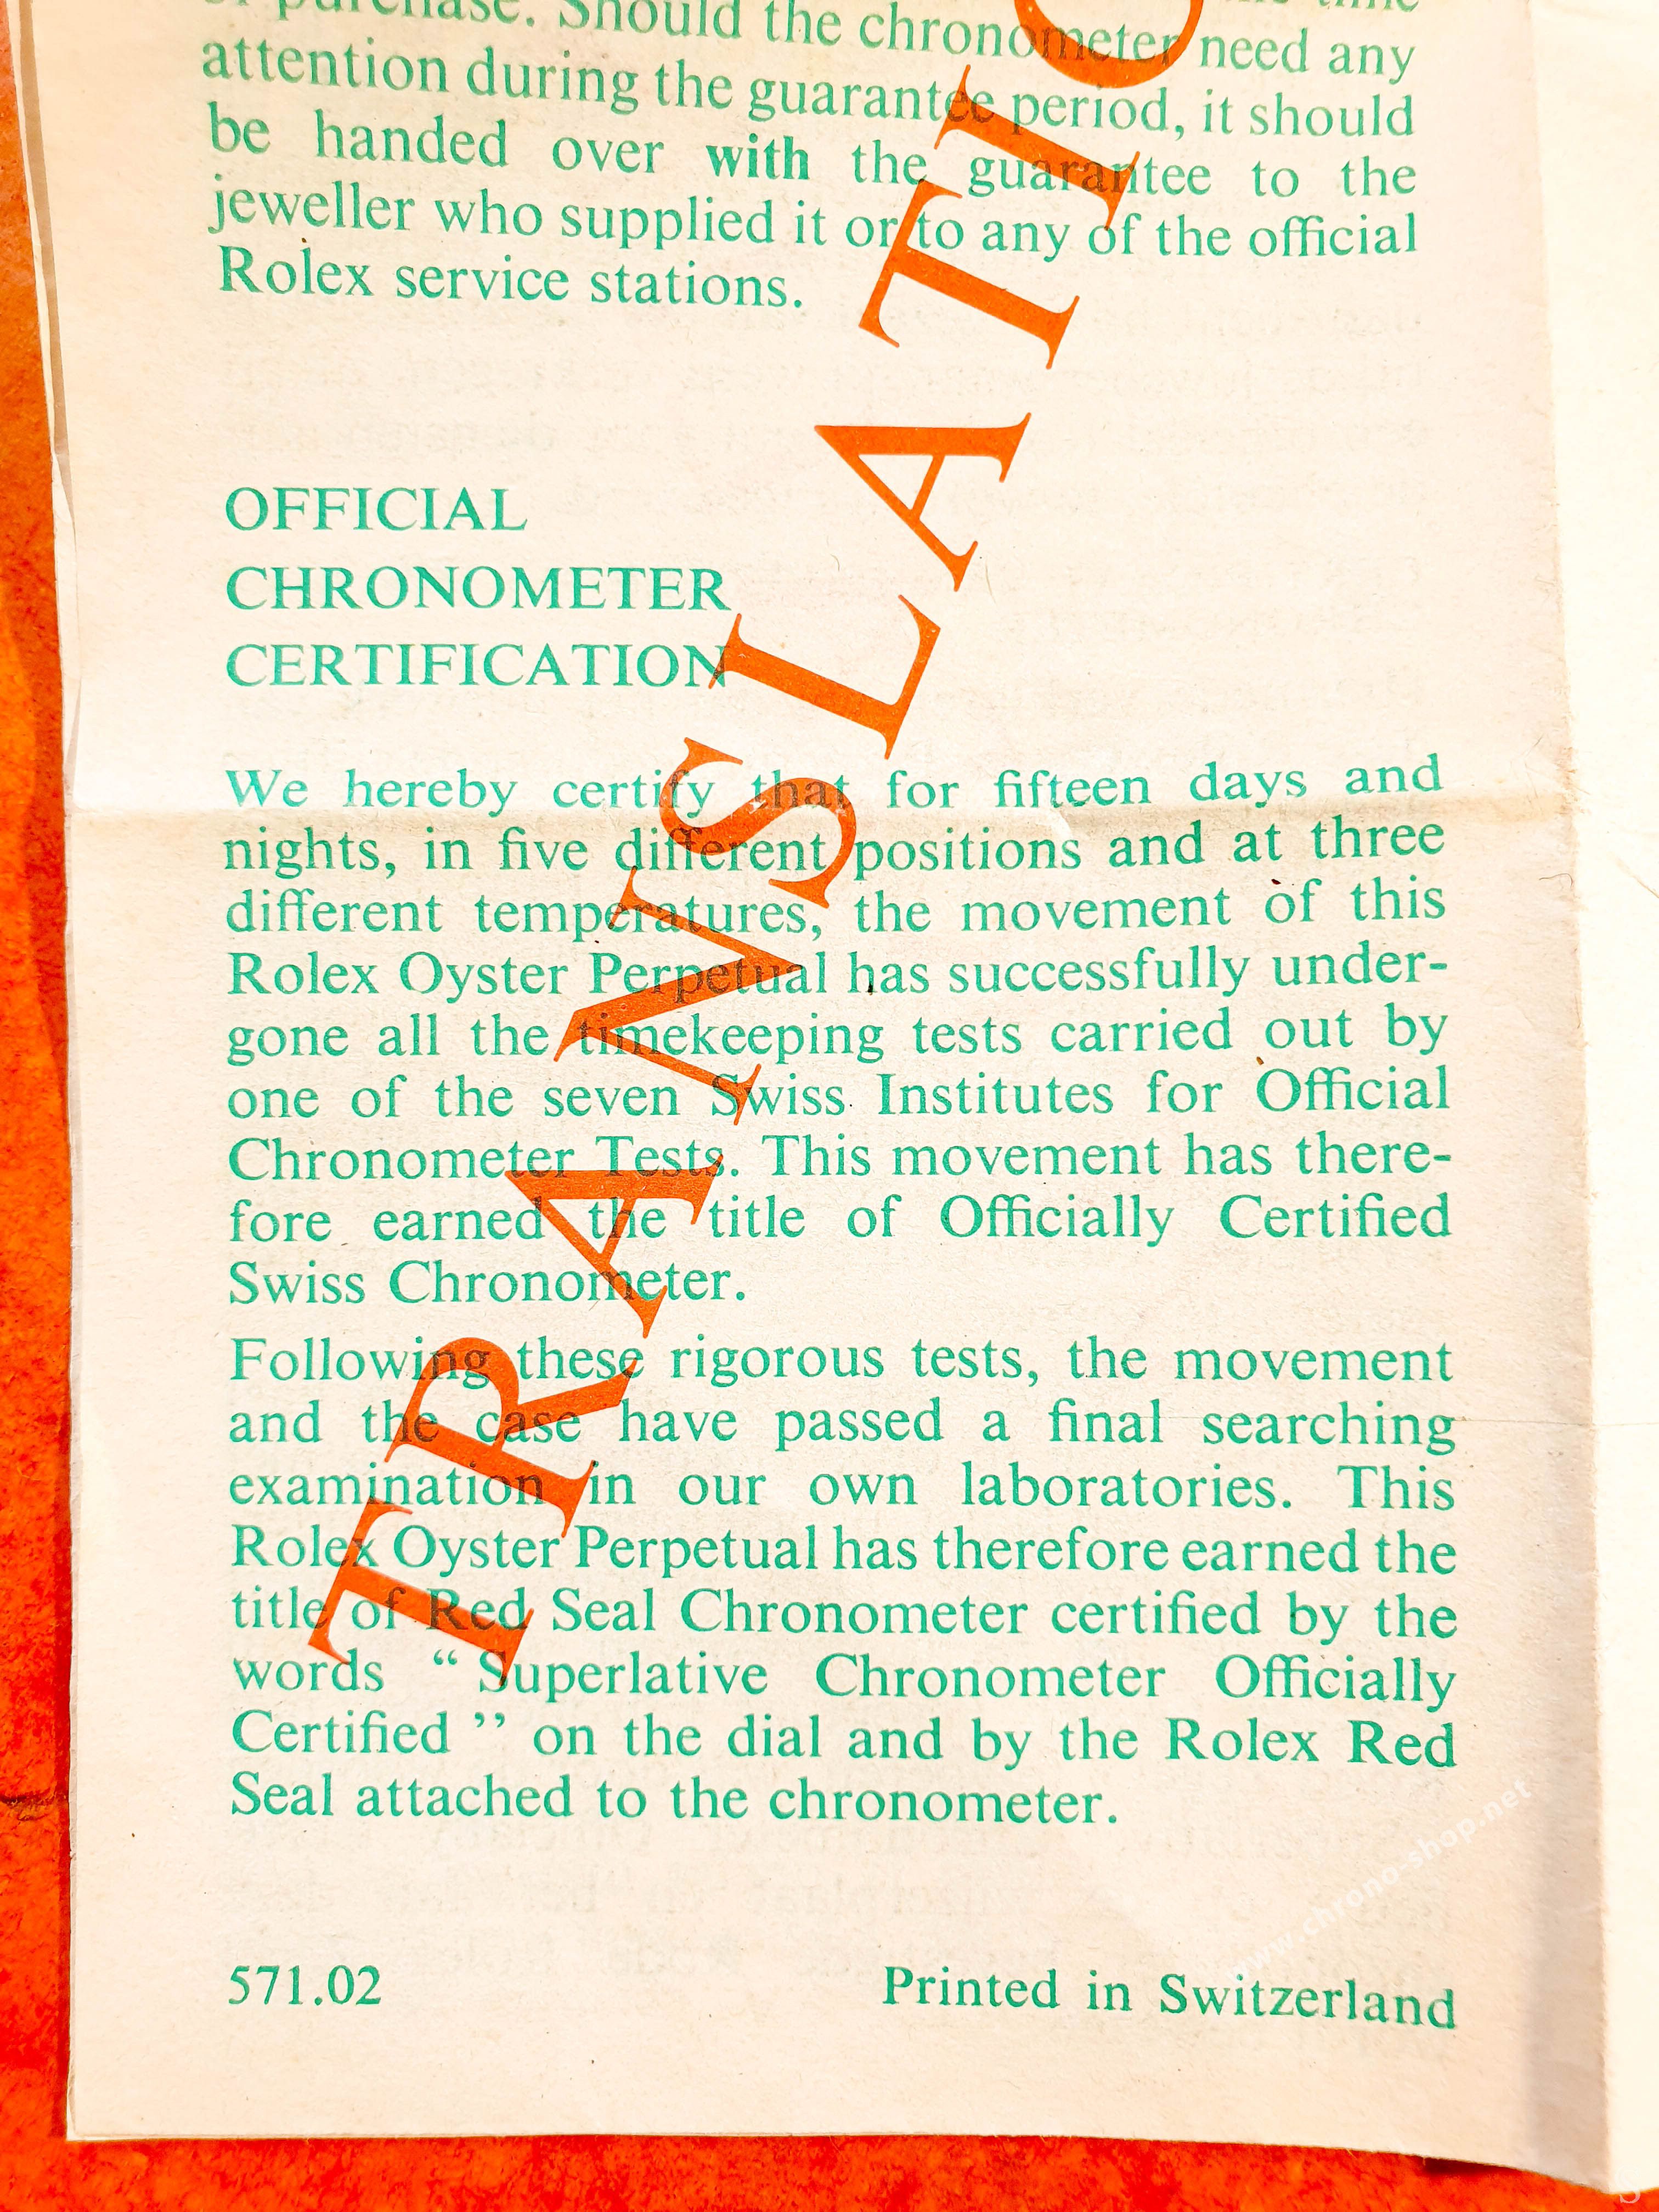 purchase. Should the chronometer need any
attention during the guarantee period, it should
be handed over with the guarantee to the
jeweller who supplied it or to any of the official
Rolex service stations.
OFFICIAL
CHRONOMETER
CERTIFICATION
We hereby certify that for fifteen days and
nights, in five different positions and at three
different temperatures, the movement of this
Rolex Oyster Perpetual has successfully under-
gone all the timekeeping tests carried out by
one of the seven Swiss Institutes for Official
Chronometer Tests. This movement has there-
fore earned the title of Officially Certified
Swiss Chronometer.
Following these rigorous tests, the movement
and the case have passed a final searching
examination in our own laboratories. This
Rolex Oyster Perpetual has therefore earned the
title of Red Seal Chronometer certified by the
words “ Superlative Chronometer Officially
Certified ” on the dial and by the Rolex Red
Seal attached to the chronometer.
571.02 Printed in Switzerland
TRANSLATIO
www.chrono-shop.net